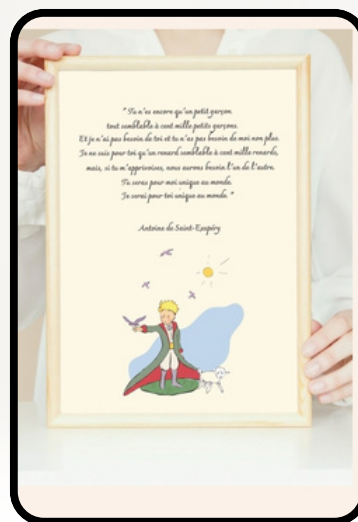 " Tu n'es encore qu'un petit garçon
tout semblable à cent mille petits garçons.
Et je n'ai pas besoin de toi et tu n'as pas besoin de moi non plus.
Je ne suis pour toi qu'un renard semblable à cent mille renards,
mais, si tu m'apprivoises, nous aurons besoin l'un de l'autre.
Tu seras pour moi unique au monde.
Je serai pour toi unique au monde. "
Antoine de Saint-Exupéry